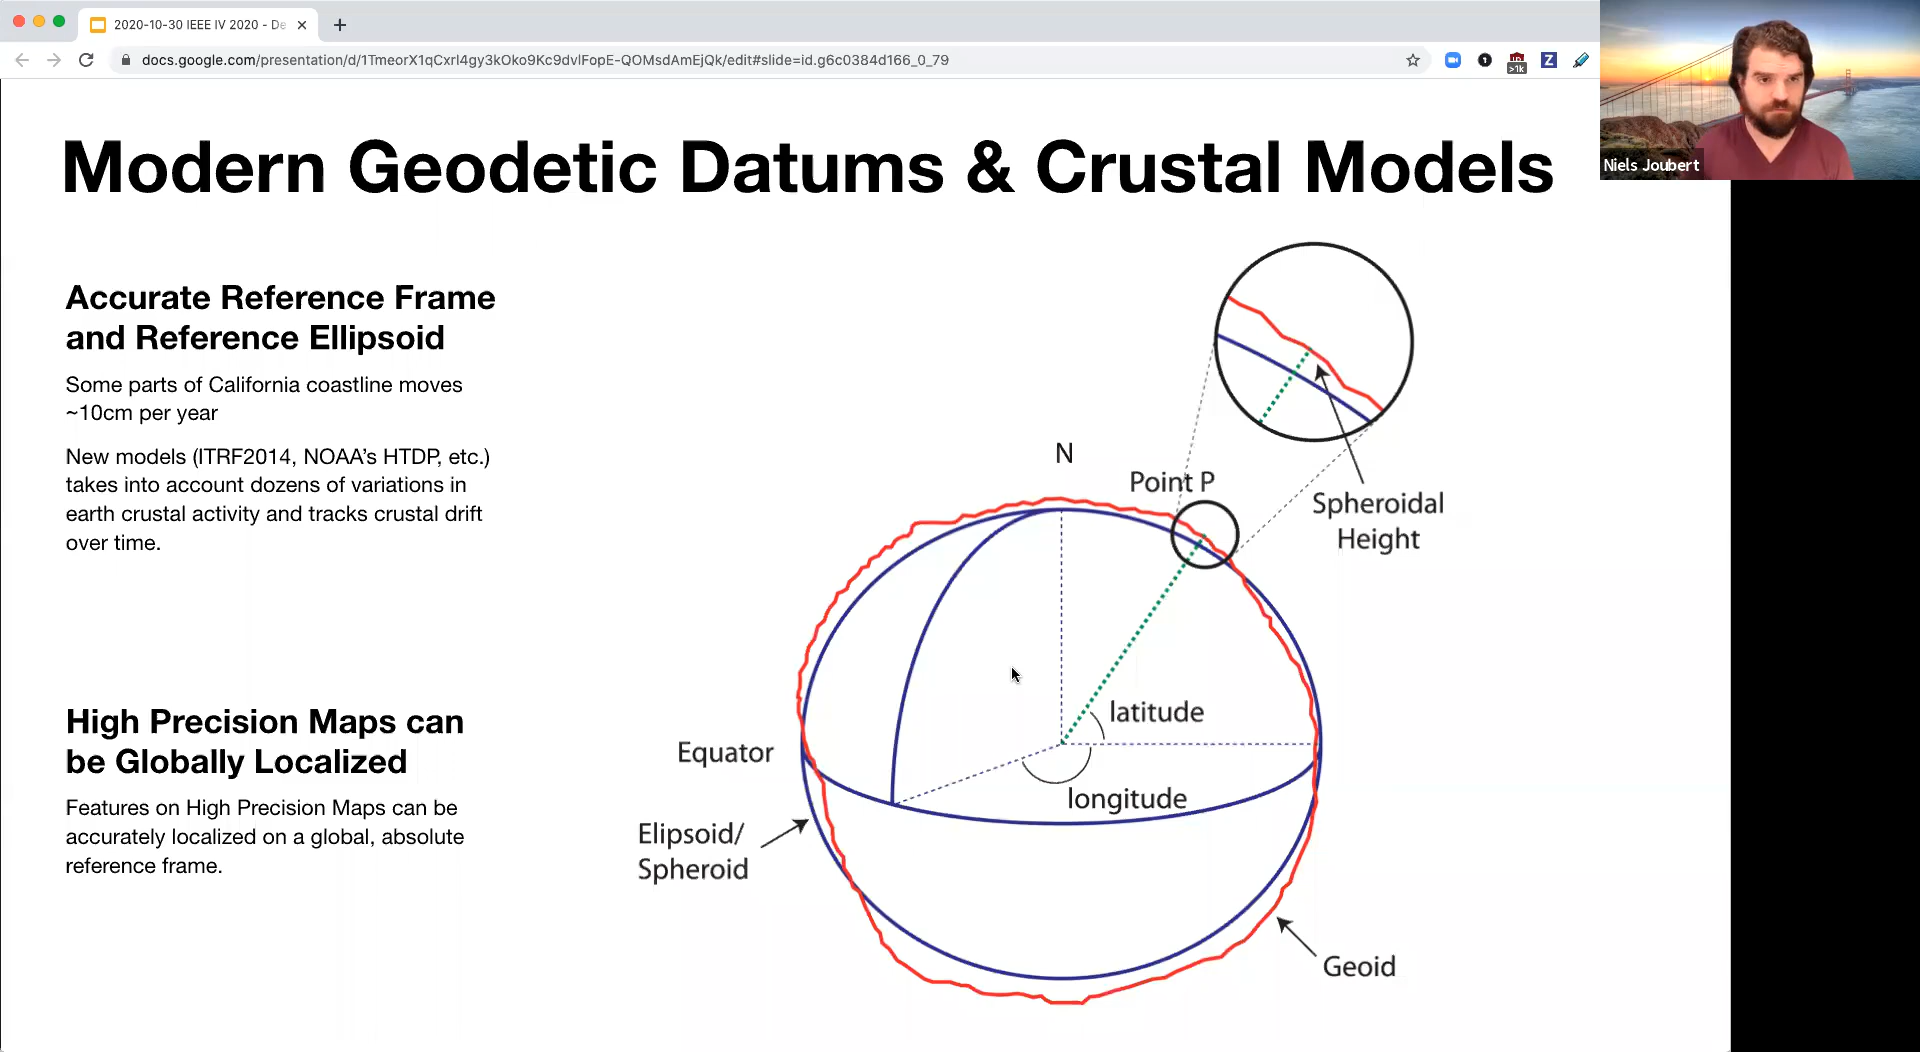 2020-10-30 IEEE IV 2020 - De
docs.google.com/presentation/d/1TmeorX1qCxrl4gy3kOko9Kc9dvlFopE-QOMsdAmEjQk/edit#slide=id.g6c0384d166_0_79
>1k
Z
Niels Joubert
Modern Geodetic Datums & Crustal Models
Accurate Reference Frame
and Reference Ellipsoid
Some parts of California coastline moves
~10cm per year
New models (ITRF2014, NOAA's HTDP, etc.)
takes into account dozens of variations in
earth crustal activity and tracks crustal drift
over time.
High Precision Maps can
be Globally Localized
Features on High Precision Maps can be
accurately localized on a global, absolute
reference frame.
N
Point P
Spheroidal
Height
latitude
Equator
longitude
Elipsoid/
Spheroid
Geoid